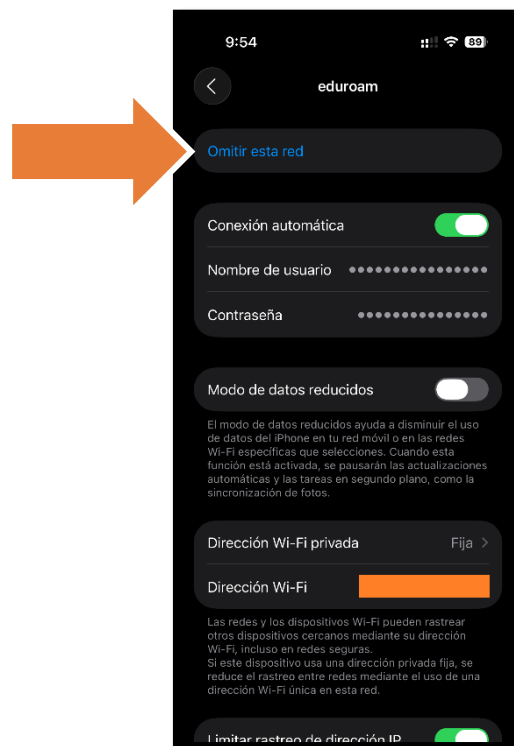 9:54
89
eduroam
Omitir esta red
Conexión automática
Nombre de usuario
Contraseña
Modo de datos reducidos
El modo de datos reducidos ayuda a disminuir el uso
de datos del iPhone en tu red móvil o en las redes
Wi-Fi específicas que selecciones. Cuando esta
función está activada, se pausarán las actualizaciones
automáticas y las tareas en segundo plano, como la
sincronización de fotos.
Dirección Wi-Fi privada Fija
Dirección Wi-Fi
Las redes y los dispositivos Wi-Fi pueden rastrear
otros dispositivos cercanos mediante su dirección
Wi-Fi, incluso en redes seguras.
Si este dispositivo usa una dirección privada fija, se
reduce el rastreo entre redes mediante el uso de una
dirección Wi-Fi única en esta red.
Limitar rastreo de dirección IP